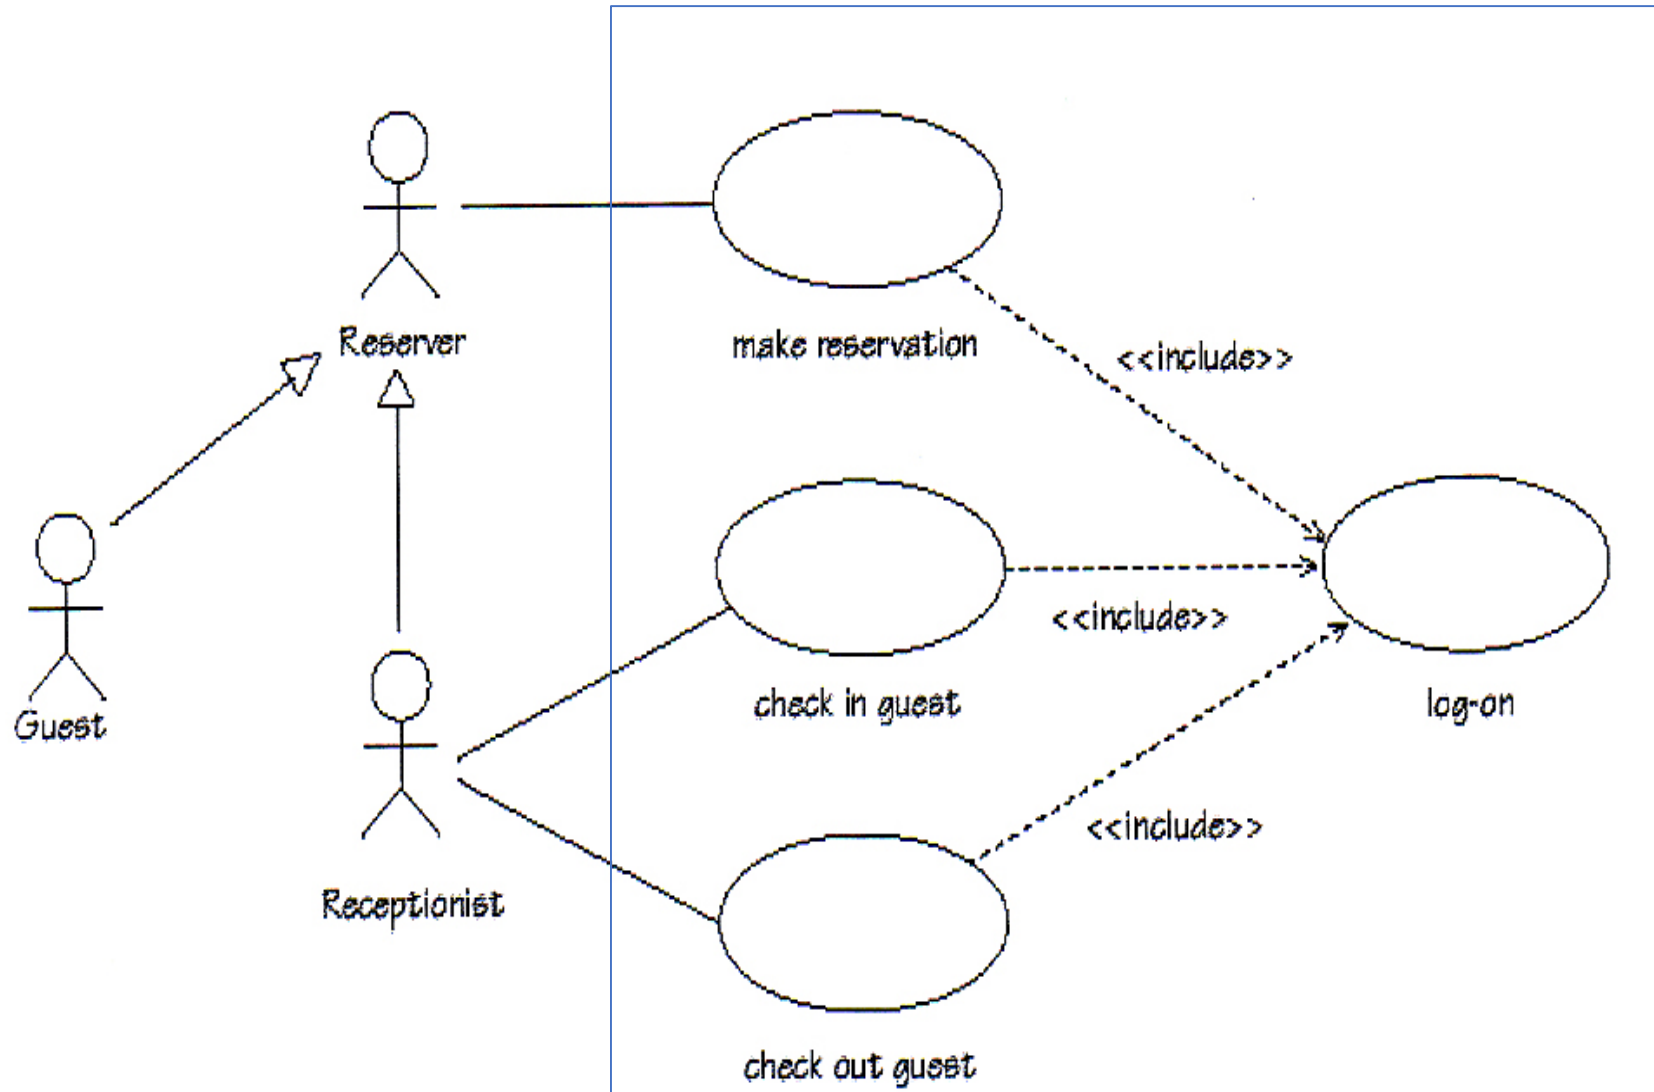 Reserver
make reservation
<<include>>
<<include>>
Guest
check in guest
log-on
<<include>>
Receptionist
check out guest